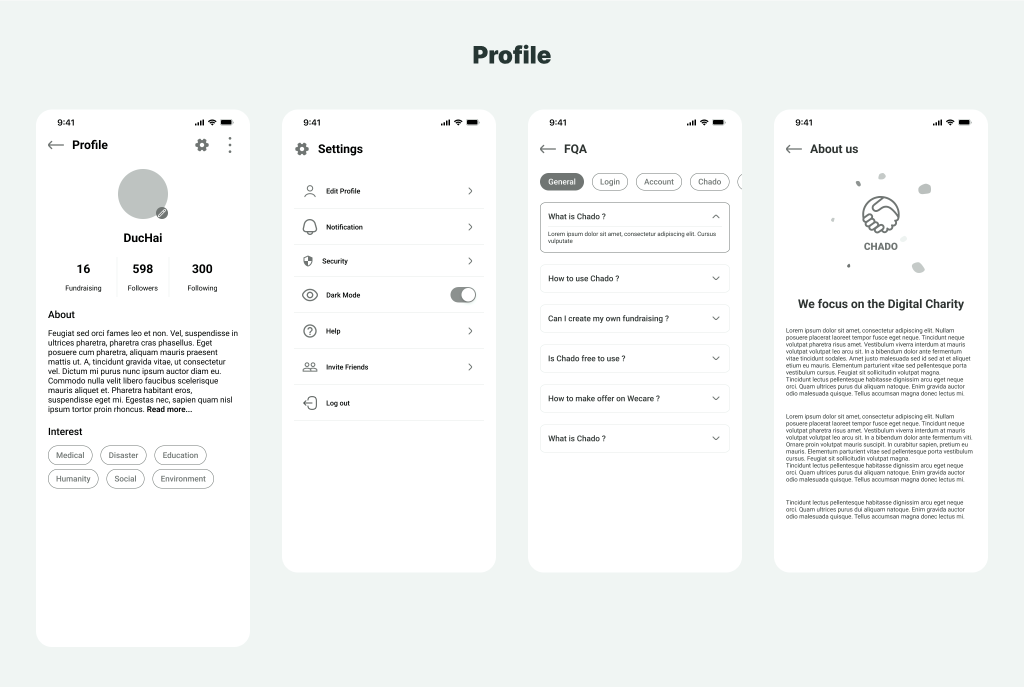 Profile
9:41
Profile
DucHai
16 598 300
Fundraising Followers Following
About
Feugiat sed orci fames leo et non. Vel, suspendisse in
ultrices pharetra, pharetra cras phasellus. Eget
posuere cum pharetra, aliquam mauris praesent
mattis ut. A, tincidunt gravida vitae, ut consectetur
vel. Dictum mi purus nunc ipsum auctor diam eu.
Commodo nulla velit libero faucibus scelerisque
mauris aliquet et. Pharetra habitant eros,
suspendisse eget mi. Egestas nec, sapien quam nisl
ipsum tortor proin rhoncus. Read more...
Interest
Medical Disaster Education
Humanity Social Environment
9:41
Settings
Edit Profile
Notification
Security
Dark Mode
Help
Invite Friends
Log out
9:41
FQA
General Login Account Chado
What is Chado ?
Lorem ipsum dolor sit amet, consectetur adipiscing elit. Cursus
vulputate
How to use Chado ?
Can I create my own fundraising ?
Is Chado free to use ?
How to make offer on Wecare ?
What is Chado ?
9:41
About us
CHADO
We focus on the Digital Charity
Lorem ipsum dolor sit amet, consectetur adipiscing elit. Nullam
posuere placerat laoreet tempor fusce eget neque. Tincidunt neque
volutpat pharetra risus amet. Vestibulum viverra interdum at mauris
volutpat volutpat leo arcu. In a bibendum dolor ante fermentum
vitae tincidunt sodales. Amet justo malesuada sed id sed at et aliquet
etiam eu mauris. Elementum parturient vitae sed pellentesque porta
vestibulum cursus. Feugiat sit sollicitudin volutpat magna.
Tincidunt lectus pellentesque habitasse dignissim arcu eget neque
orci. Quam ultrices purus dui aliquam natoque. Enim gravida auctor
odio malesuada quisque. Tellus accumsan magna donec lectus mi.
Lorem ipsum dolor sit amet, consectetur adipiscing elit. Nullam
posuere placerat laoreet tempor fusce eget neque. Tincidunt neque
volutpat pharetra risus amet. Vestibulum viverra interdum at mauris
volutpat volutpat leo arcu. In a bibendum dolor ante fermentum viti.
Ornare proin volutpat mauris suscipit. In curabitur sapien, pretium eu
mauris. Elementum parturient vitae sed pellentesque porta vestibulum
cursus. Feugiat sit sollicitudin volutpat magna.
Tincidunt lectus pellentesque habitasse dignissim arcu eget neque
orci. Quam ultrices purus dui aliquam natoque. Enim gravida auctor
odio malesuada quisque. Tellus accumsan magna donec lectus mi.
Tincidunt lectus pellentesque habitasse dignissim arcu eget neque
orci. Quam ultrices purus dui aliquam natoque. Enim gravida auctor
odio malesuada quisque. Tellus accumsan magna donec lectus mi.